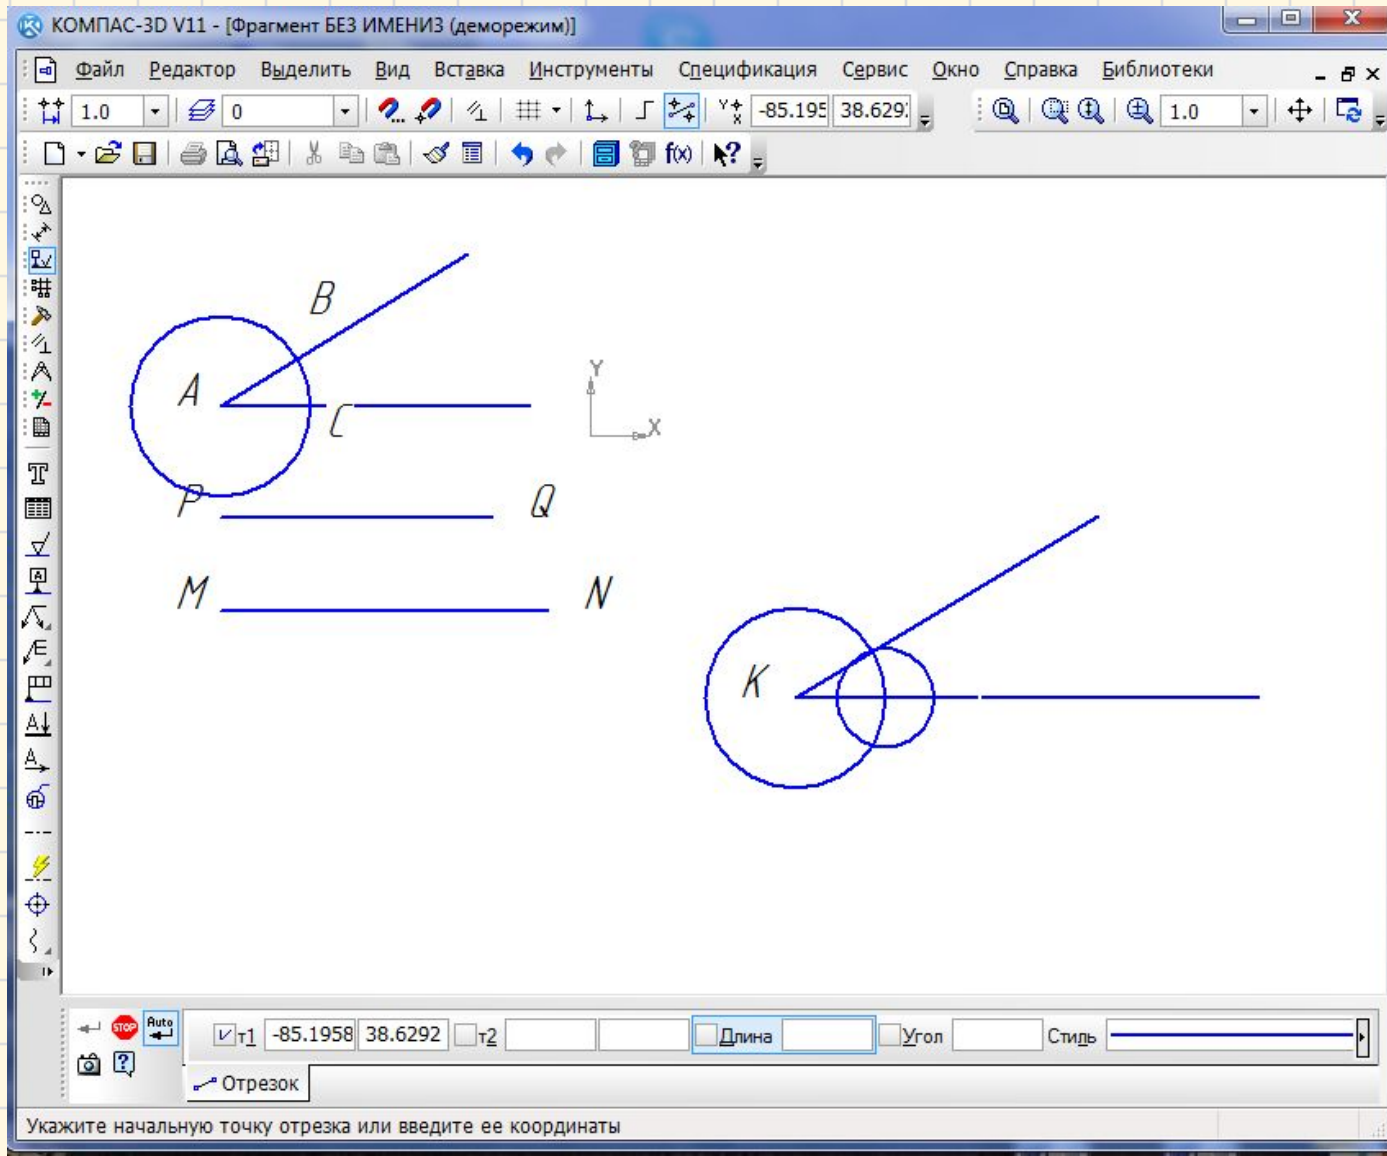 КОМПАС-3D V11 - [Фрагмент БЕЗ ИМЕНИ3 (деморежим)]
Файл Редактор Выделить Вид Вставка Инструменты Спецификация Сервис Окно Справка Библиотеки
1.0 0 -85.195 38.629 1.0
f(x)
B
Y
A
C
X
P Q
M N
K
STOP Auto т1 -85.1958 38.6292 т2 Длина Угол Стиль
Отрезок
Укажите начальную точку отрезка или введите ее координаты